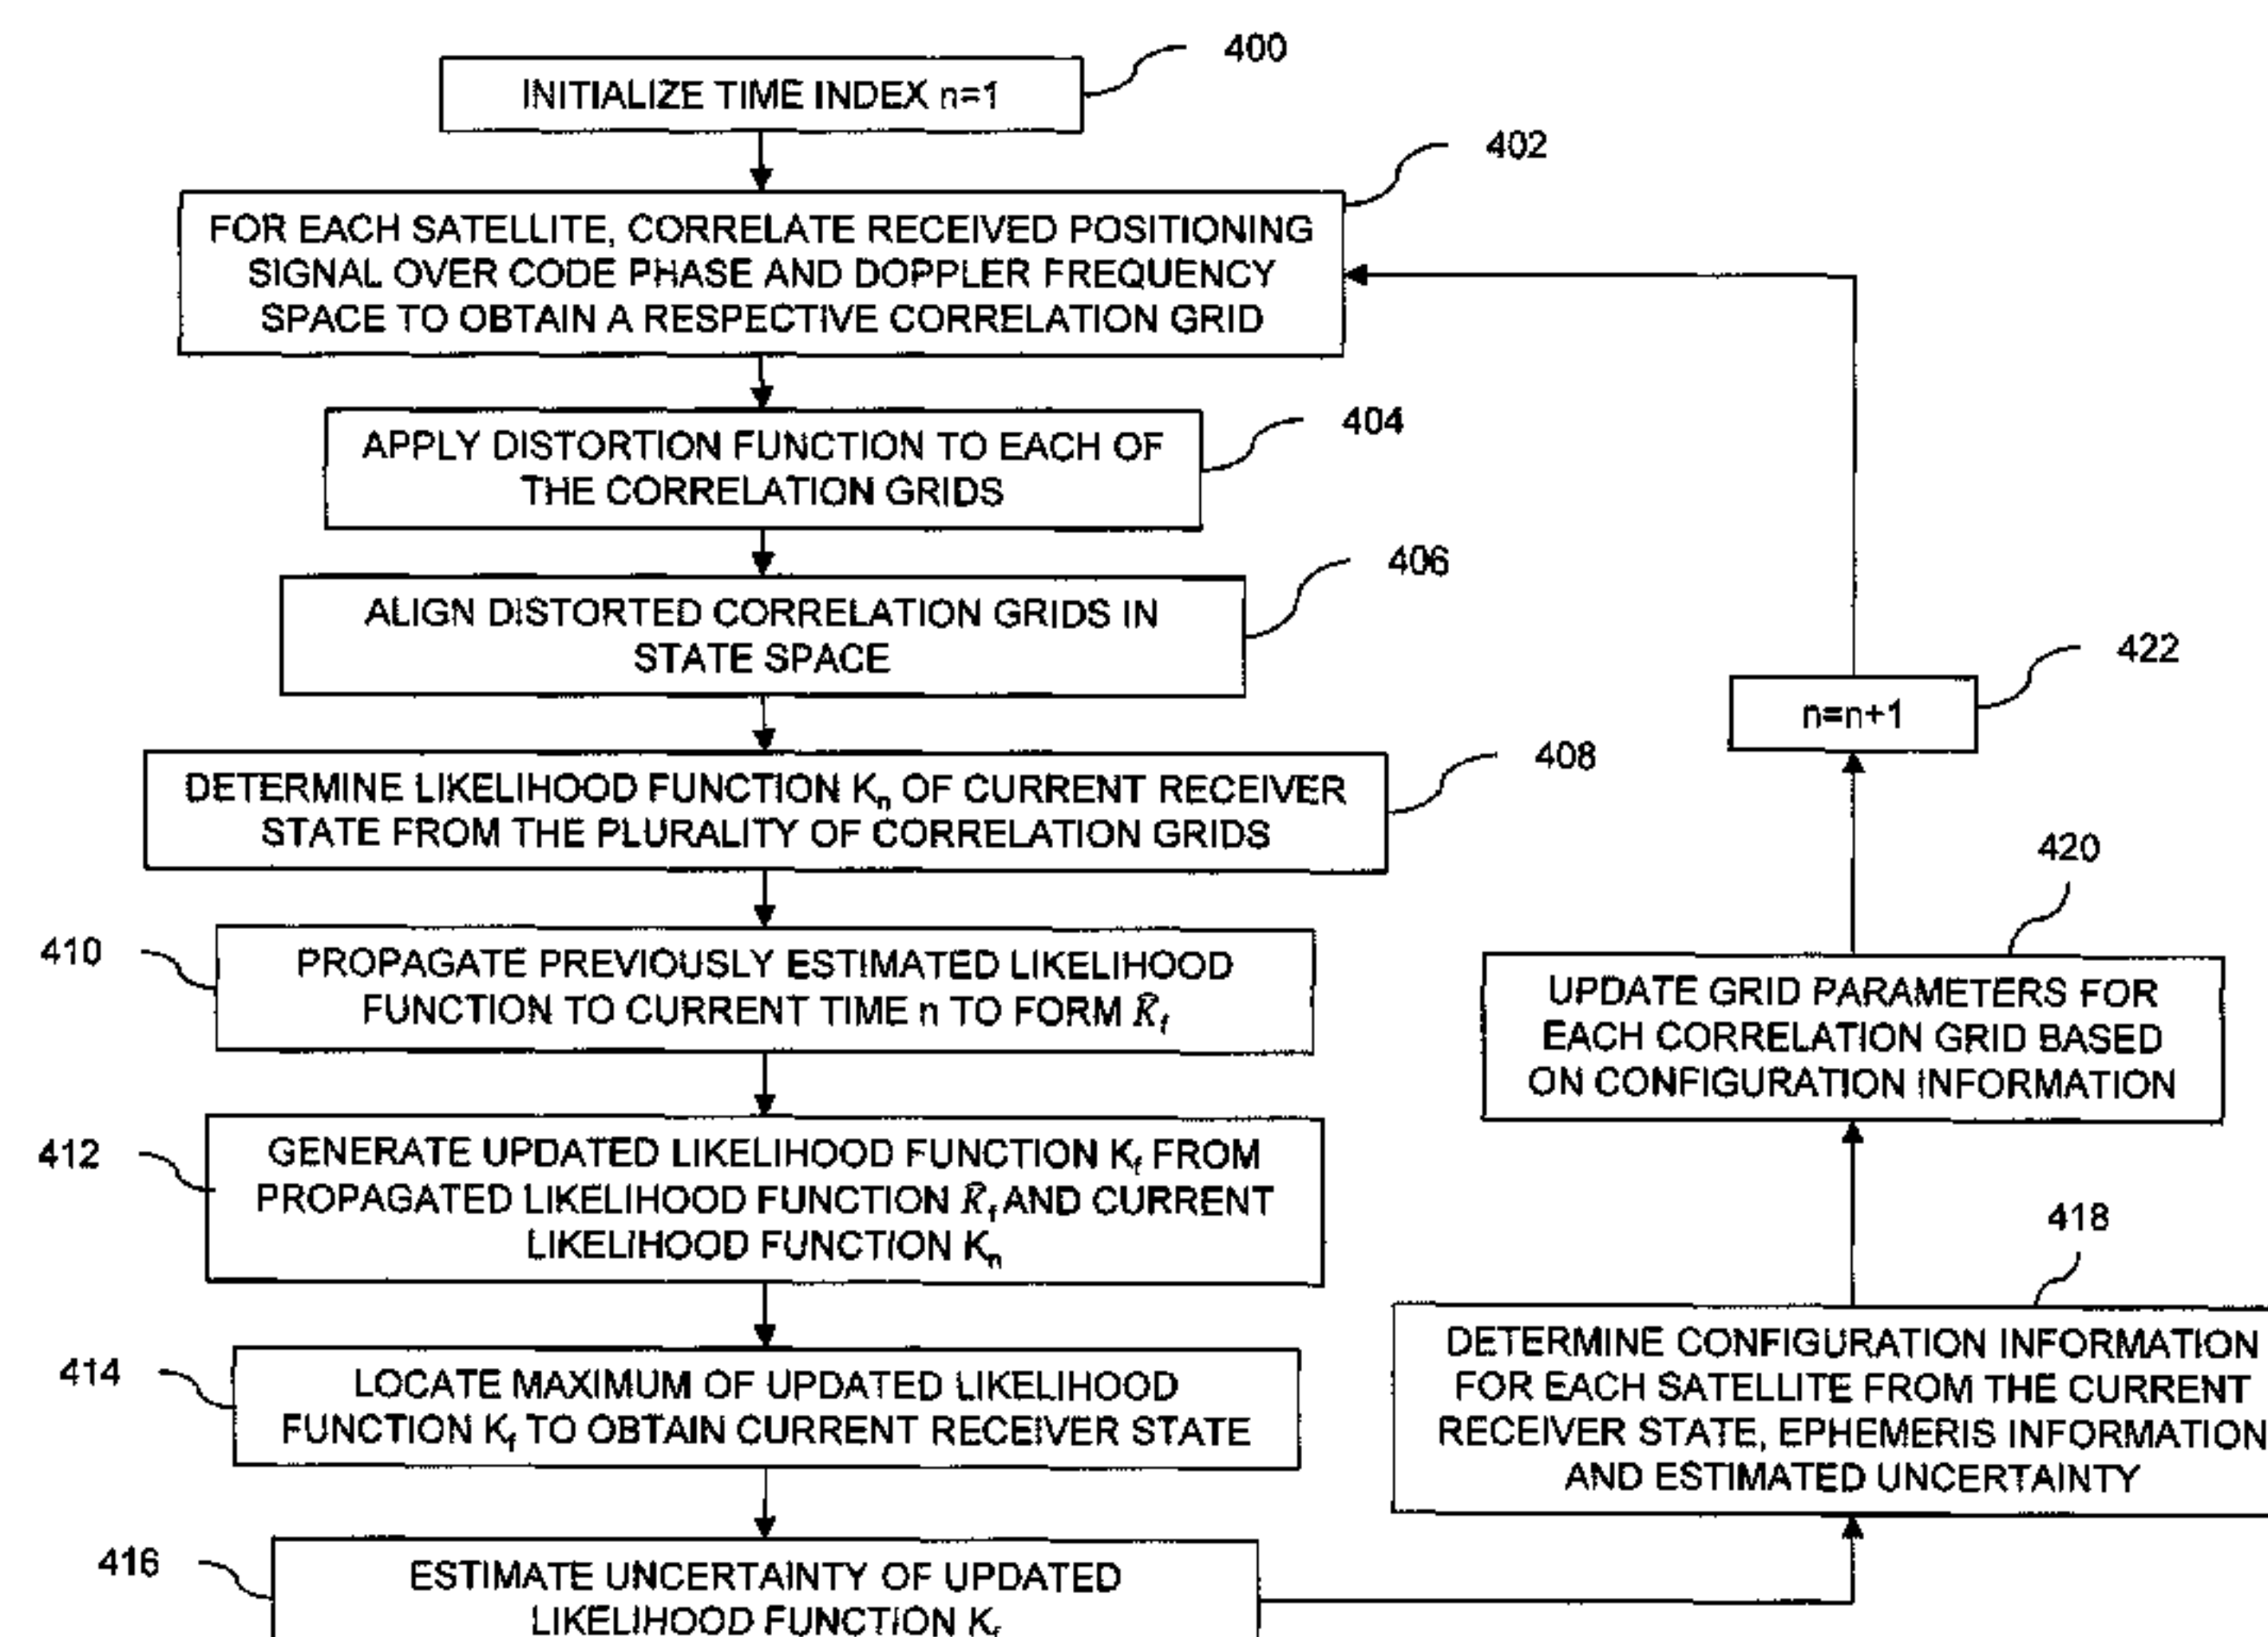 400
INITIALIZE TIME INDEX n=1
402
FOR EACH SATELLITE, CORRELATE RECEIVED POSITIONING
SIGNAL OVER CODE PHASE AND DOPPLER FREQUENCY
SPACE TO OBTAIN A RESPECTIVE CORRELATION GRID
404
APPLY DISTORTION FUNCTION TO EACH OF
THE CORRELATION GRIDS
406
ALIGN DISTORTED CORRELATION GRIDS IN
STATE SPACE
408
DETERMINE LIKELIHOOD FUNCTION Kn OF CURRENT RECEIVER
STATE FROM THE PLURALITY OF CORRELATION GRIDS
410
PROPAGATE PREVIOUSLY ESTIMATED LIKELIHOOD
FUNCTION TO CURRENT TIME n TO FORM K̂f
412
GENERATE UPDATED LIKELIHOOD FUNCTION Kf FROM
PROPAGATED LIKELIHOOD FUNCTION K̂f AND CURRENT
LIKELIHOOD FUNCTION Kn
414
LOCATE MAXIMUM OF UPDATED LIKELIHOOD
FUNCTION Kf TO OBTAIN CURRENT RECEIVER STATE
416
ESTIMATE UNCERTAINTY OF UPDATED
LIKELIHOOD FUNCTION Kf
418
DETERMINE CONFIGURATION INFORMATION
FOR EACH SATELLITE FROM THE CURRENT
RECEIVER STATE, EPHEMERIS INFORMATION
AND ESTIMATED UNCERTAINTY
420
UPDATE GRID PARAMETERS FOR
EACH CORRELATION GRID BASED
ON CONFIGURATION INFORMATION
422
n=n+1